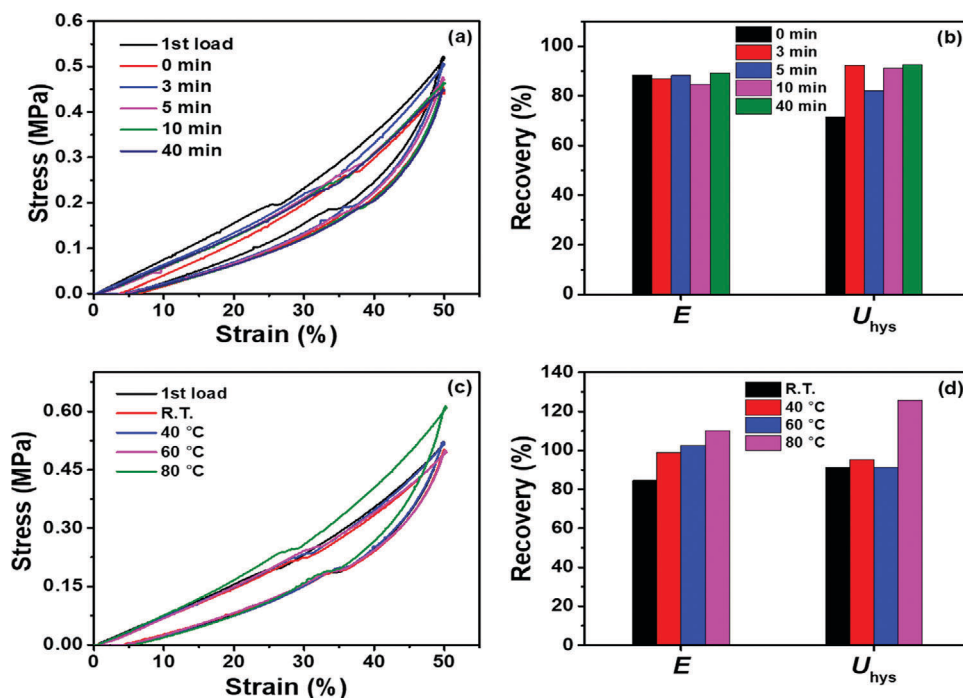 (a)
1st load
0 min
3 min
5 min
10 min
40 min
Stress (MPa)
0.6
0.5
0.4
0.3
0.2
0.1
0.0
0 10 20 30 40 50
Strain (%)
(b)
0 min
3 min
5 min
10 min
40 min
Recovery (%)
100
80
60
40
20
0
E Uhys
(c)
1st load
R.T.
40 °C
60 °C
80 °C
Stress (MPa)
0.60
0.45
0.30
0.15
0.00
0 10 20 30 40 50
Strain (%)
(d)
R.T.
40 °C
60 °C
80 °C
Recovery (%)
140
120
100
80
60
40
20
0
E Uhys